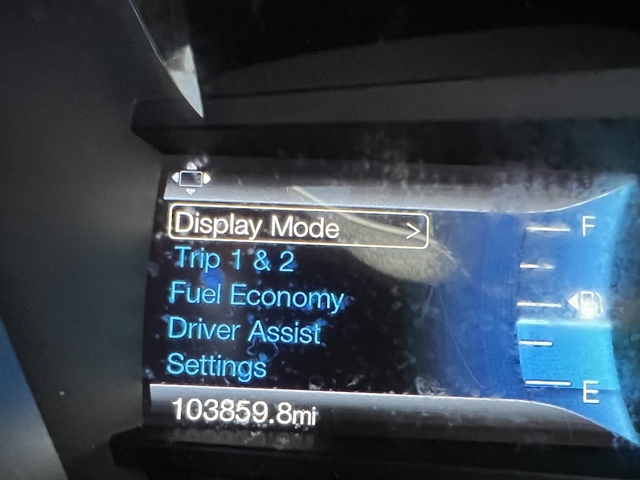 Display Mode >
Trip 1 & 2
Fuel Economy
Driver Assist
Settings
103859.8mi
F
E